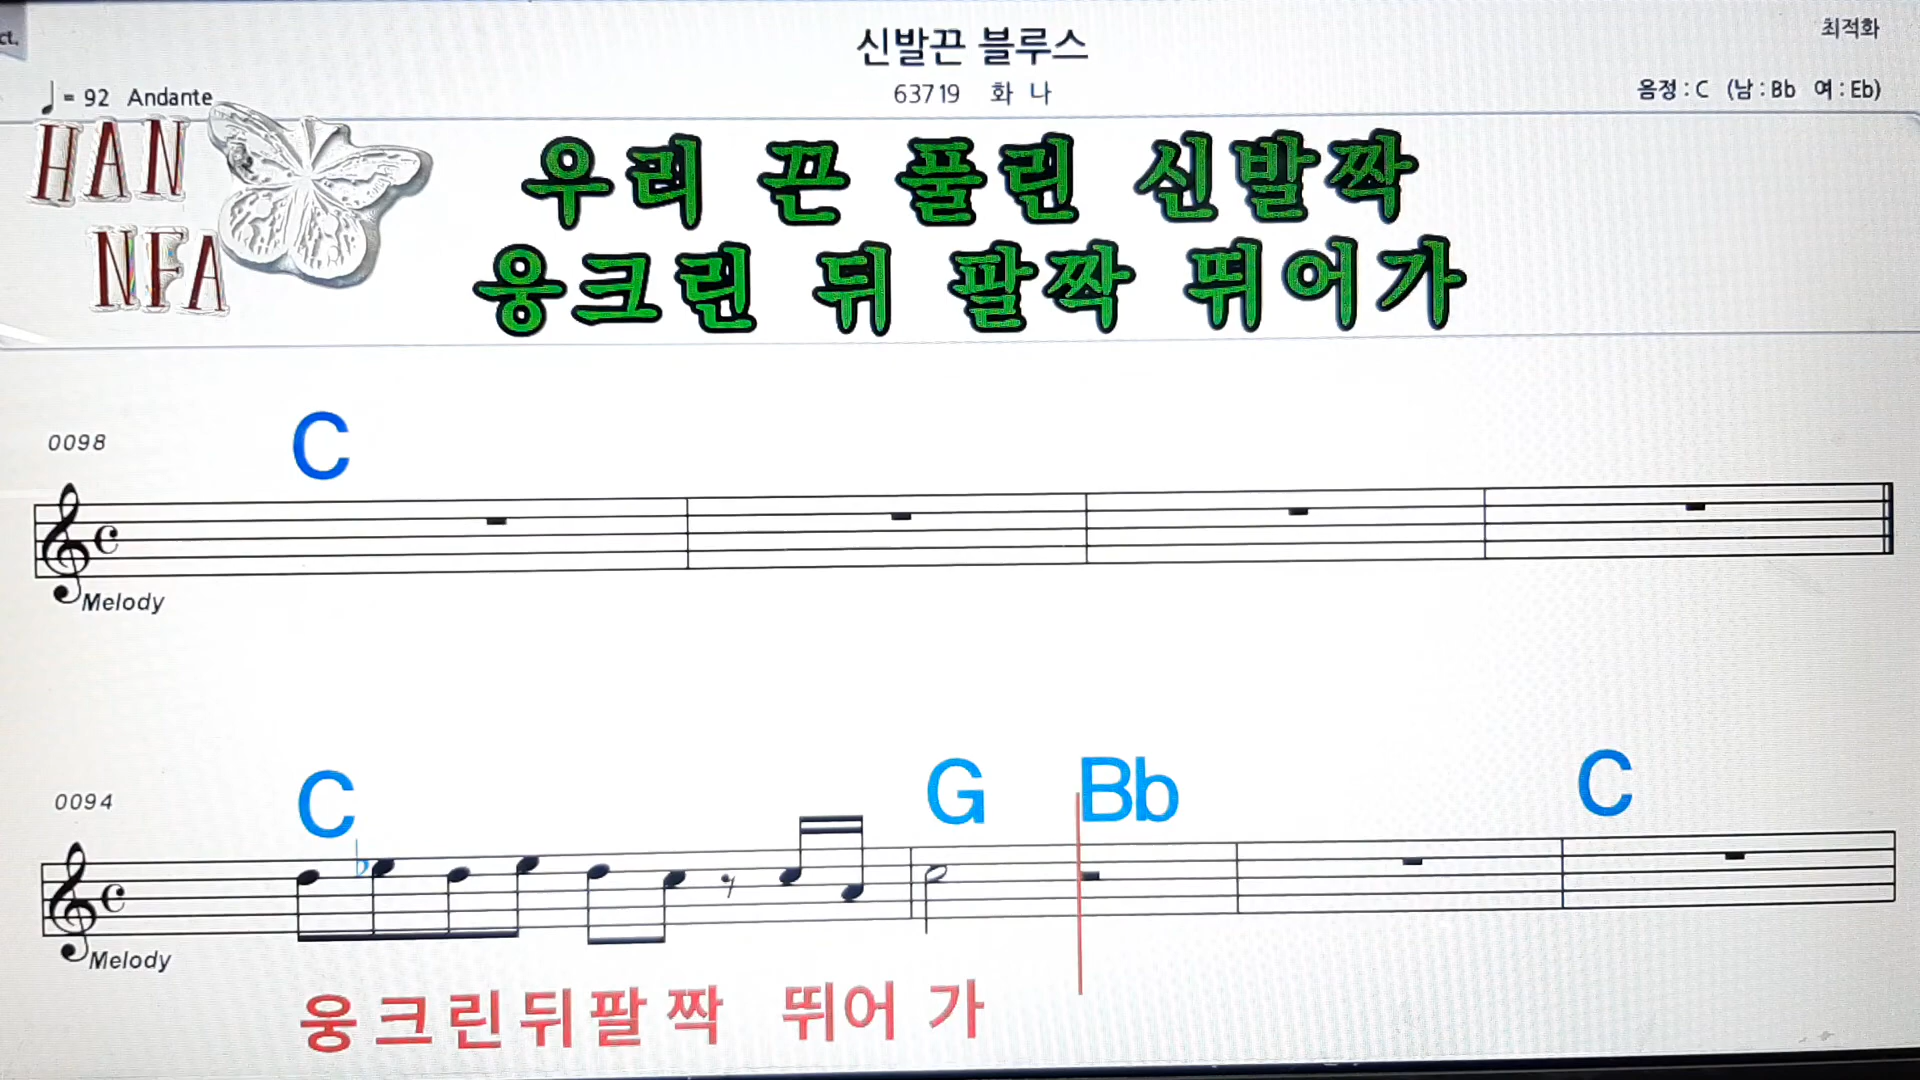 ct.
신발끈 블루스
최적화
= 92 Andante
63719 화 나
음정 : C (남 : Bb 여 : Eb)
HAN
NFA
우리 끈 풀린 신발짝
웅크린 뒤 팔짝 뛰어가
0098
C
Melody
0094
C G Bb C
Melody
웅 크 린 뒤 팔 짝 뛰어 가